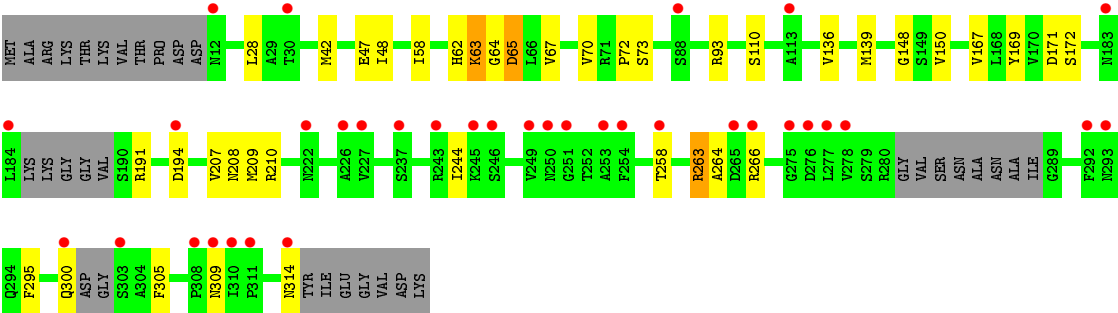 MET ALA ARG LYS THR LYS VAL THR PRO ASP ASP N12 L28 A29 T30 M42 E47 I48 I58 H62 K63 G64 D65 L66 V67 V70 R71 P72 S73 S88 R93 S110 A113 V136 M139 G148 S149 V150 V167 L168 Y169 V170 D171 S172 N183
L184 LYS LYS GLY GLY VAL S190 R191 D194 V207 N208 M209 R210 N222 A226 V227 S237 R243 I244 K245 S246 V249 N250 G251 T252 A253 F254 T258 R263 A264 D265 R266 G275 D276 L277 V278 S279 R280 GLY VAL SER ASN ALA ASN ALA ILE G289 F292 N293
Q294 F295 Q300 ASP GLY S303 A304 F305 P308 N309 I310 P311 N314 TYR ILE GLU GLY VAL ASP LYS